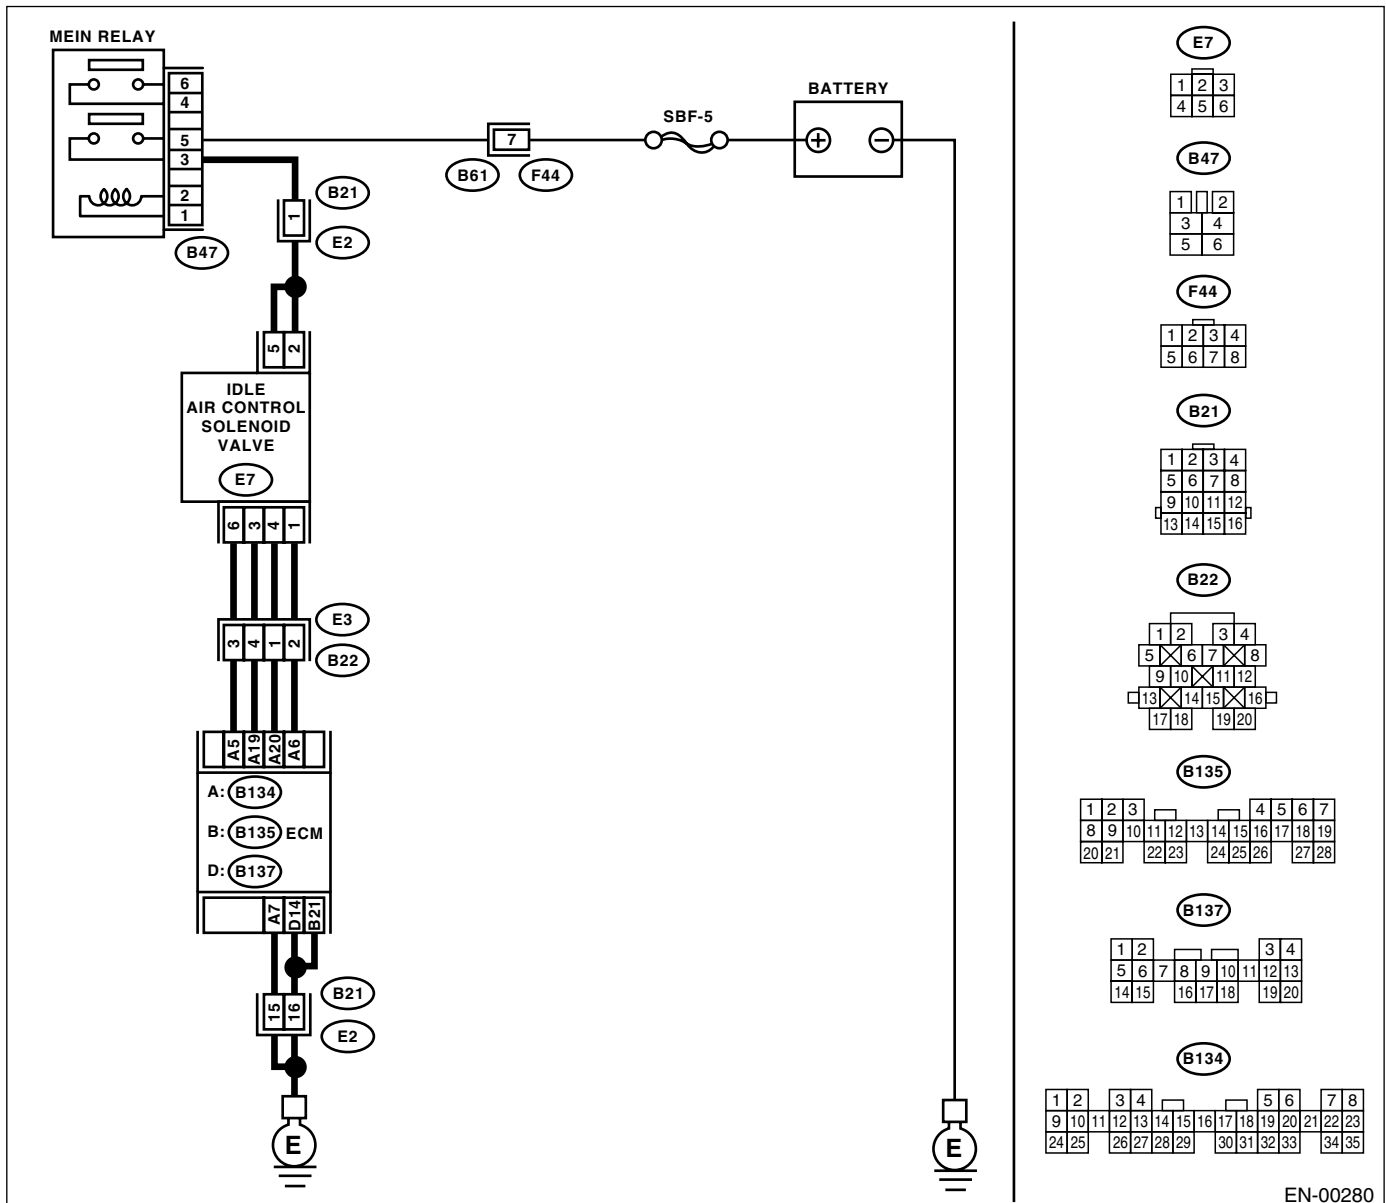 MEIN RELAY
6
4
5
3
2
1
B47
7
B61 F44
SBF-5
BATTERY
+ −
B21
1
E2
5 2
IDLE
AIR CONTROL
SOLENOID
VALVE
E7
6 3 4 1
E3
3 4 1 2
B22
A5 A19 A20 A6
A: B134
B: B135 ECM
D: B137
A7 D14 B21
B21
15 16
E2
E
E
E7
1 2 3
4 5 6
B47
1 2
3 4
5 6
F44
1 2 3 4
5 6 7 8
B21
1 2 3 4
5 6 7 8
9 10 11 12
13 14 15 16
B22
1 2 3 4
5 6 7 8
9 10 11 12
13 14 15 16
17 18 19 20
B135
1 2 3 4 5 6 7
8 9 10 11 12 13 14 15 16 17 18 19
20 21 22 23 24 25 26 27 28
B137
1 2 3 4
5 6 7 8 9 10 11 12 13
14 15 16 17 18 19 20
B134
1 2 3 4 5 6 7 8
9 10 11 12 13 14 15 16 17 18 19 20 21 22 23
24 25 26 27 28 29 30 31 32 33 34 35
EN-00280